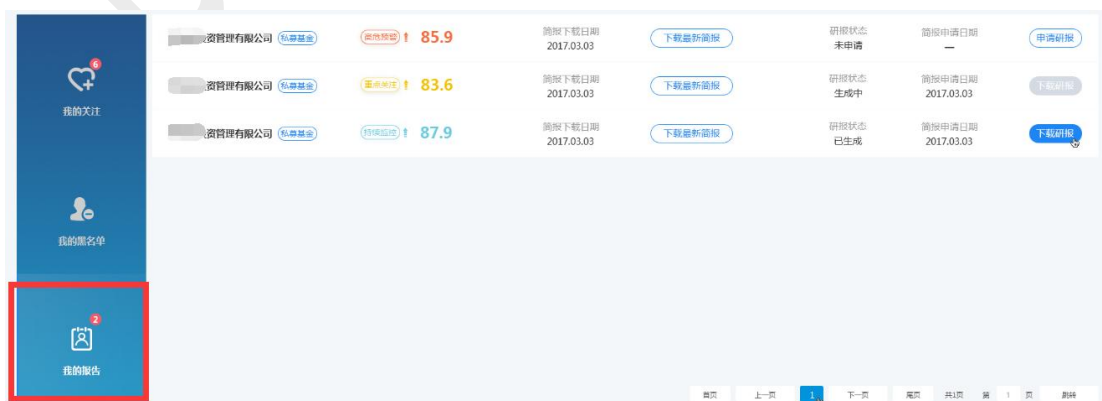 资管理有限公司 私募基金 高危预警 85.9 简报下载日期 2017.03.03 下载最新简报 研报状态 未申请 简报申请日期 — 申请研报
6
我的关注
资管理有限公司 私募基金 重点关注 83.6 简报下载日期 2017.03.03 下载最新简报 研报状态 生成中 简报申请日期 2017.03.03 下载研报
资管理有限公司 私募基金 持续监控 87.9 简报下载日期 2017.03.03 下载最新简报 研报状态 已生成 简报申请日期 2017.03.03 下载研报
我的黑名单
2
我的报告
首页 上一页 1 下一页 尾页 共1页 第 1 页 跳转